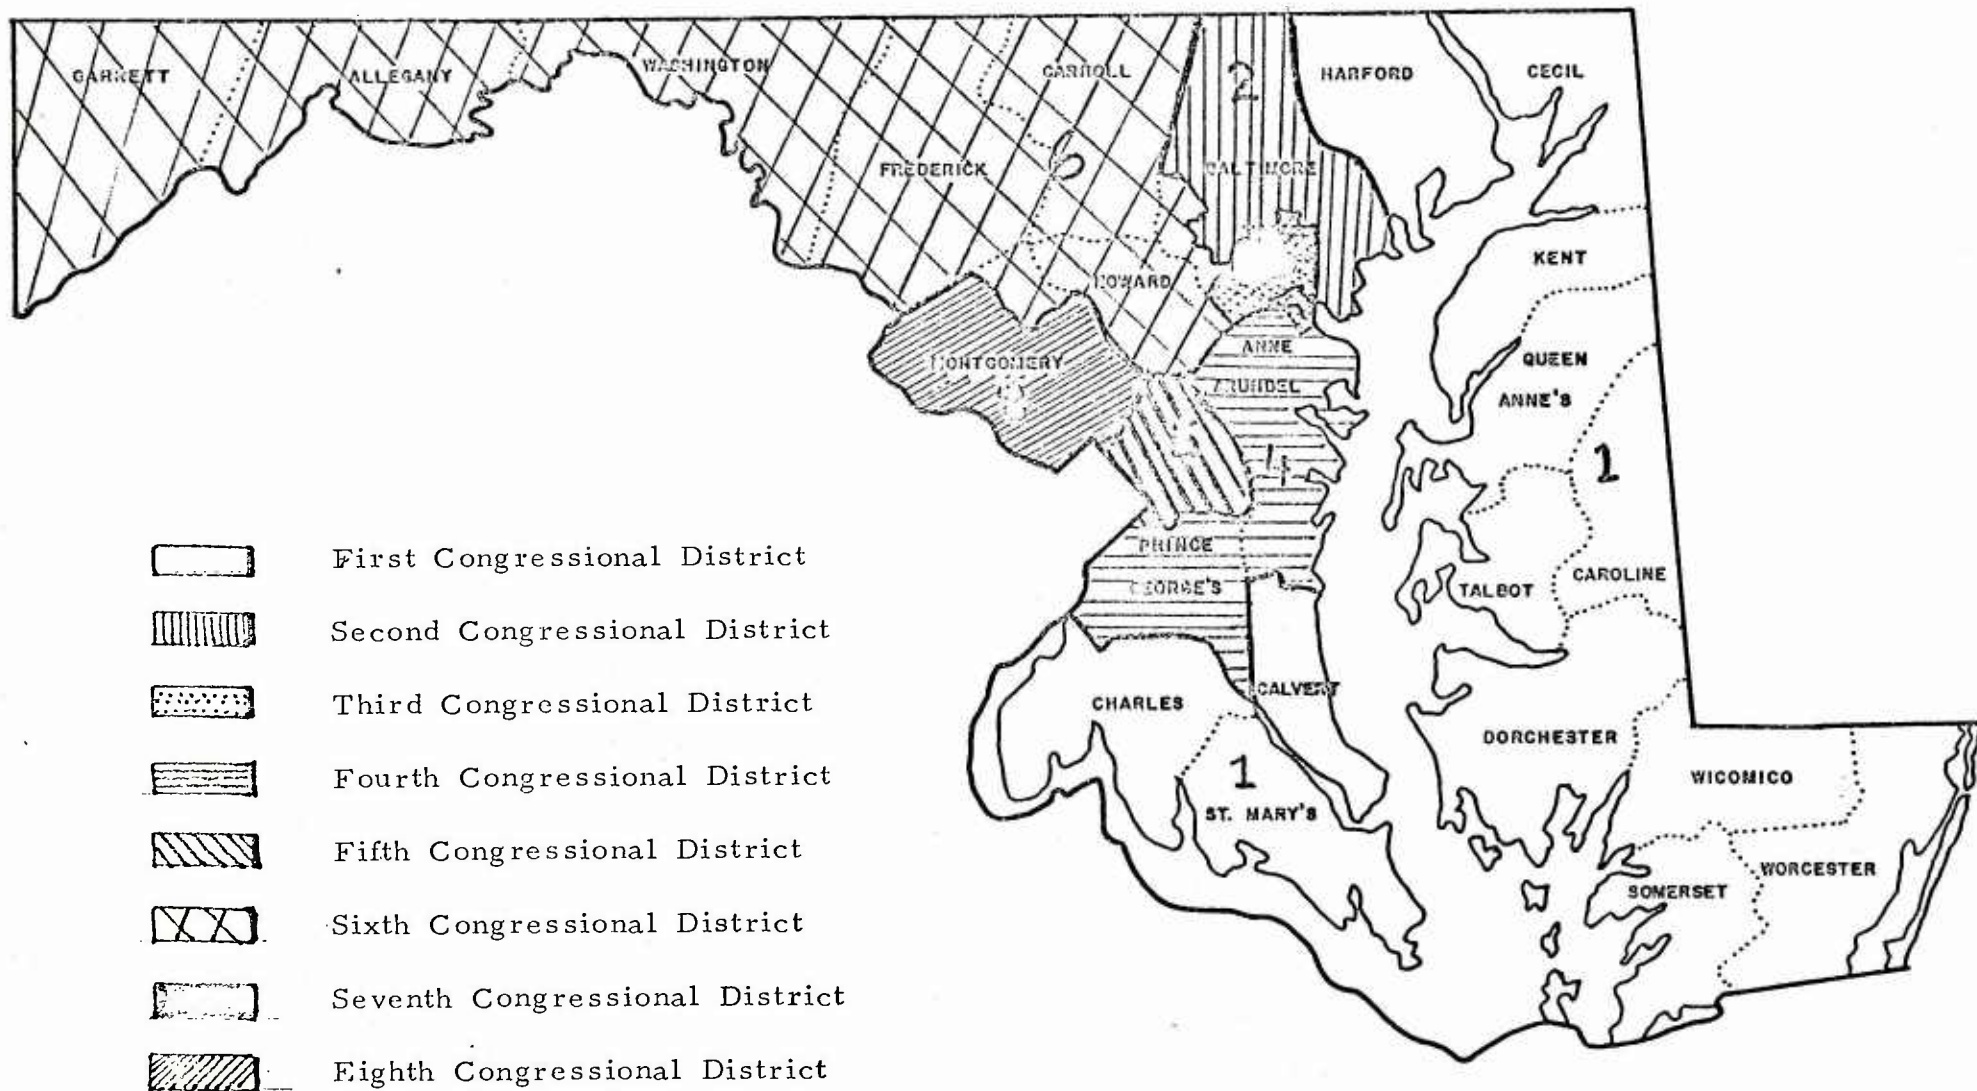 GARRETT
ALLEGANY
WASHINGTON
CARROLL
2
HARFORD
CECIL
FREDERICK
BALTIMORE
KENT
HOWARD
MONTGOMERY
8
ANNE
ARUNDEL
4
QUEEN
ANNE'S
1
PRINCE
GEORGE'S
TALBOT
CAROLINE
CHARLES
CALVERT
1
ST. MARY'S
DORCHESTER
WICOMICO
WORCESTER
SOMERSET
First Congressional District
Second Congressional District
Third Congressional District
Fourth Congressional District
Fifth Congressional District
Sixth Congressional District
Seventh Congressional District
Eighth Congressional District